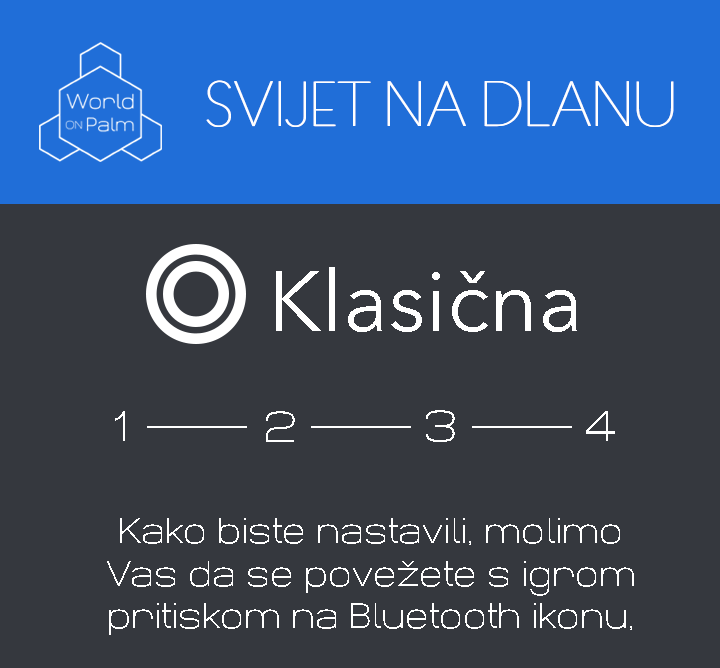 World
ON Palm
SVIJET NA DLANU
Klasična
1 2 3 4
Kako biste nastavili, molimo
Vas da se povežete s igrom
pritiskom na Bluetooth ikonu,